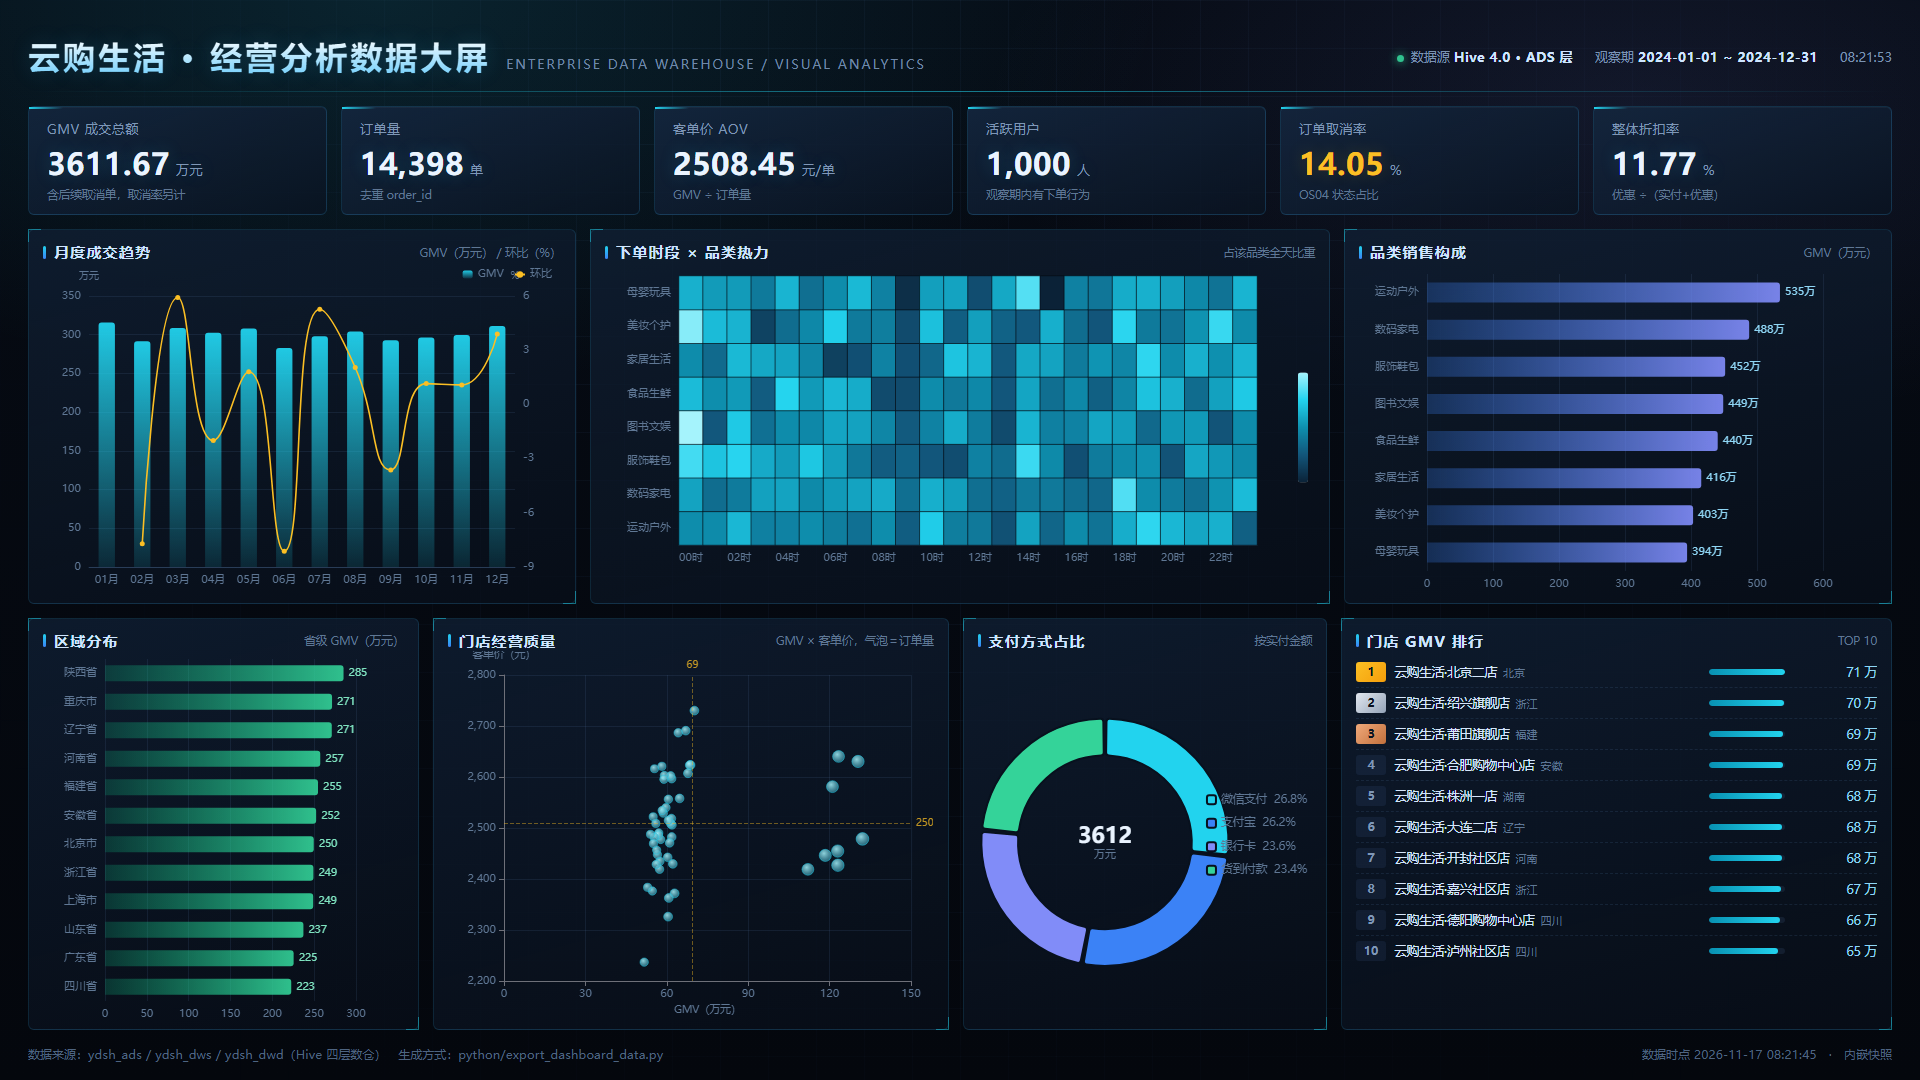 云购生活 • 经营分析数据大屏 ENTERPRISE DATA WAREHOUSE / VISUAL ANALYTICS
数据源 Hive 4.0 • ADS 层 观察期 2024-01-01 ~ 2024-12-31 08:21:53
GMV 成交总额
3611.67 万元
含后续取消单，取消率另计
订单量
14,398 单
去重 order_id
客单价 AOV
2508.45 元/单
GMV ÷ 订单量
活跃用户
1,000 人
观察期内有下单行为
订单取消率
14.05 %
OS04 状态占比
整体折扣率
11.77 %
优惠 ÷（实付+优惠）
月度成交趋势 GMV（万元）/ 环比（%）
万元 GMV % 环比
350 6
300 3
250 0
200 -3
150 -6
100 -9
50
0
01月 02月 03月 04月 05月 06月 07月 08月 09月 10月 11月 12月
下单时段 × 品类热力 占该品类全天比重
母婴玩具
美妆个护
家居生活
食品生鲜
图书文娱
服饰鞋包
数码家电
运动户外
00时 02时 04时 06时 08时 10时 12时 14时 16时 18时 20时 22时
品类销售构成 GMV（万元）
运动户外 535万
数码家电 488万
服饰鞋包 452万
图书文娱 449万
食品生鲜 440万
家居生活 416万
美妆个护 403万
母婴玩具 394万
0 100 200 300 400 500 600
区域分布 省级 GMV（万元）
陕西省 285
重庆市 271
辽宁省 271
河南省 257
福建省 255
安徽省 252
北京市 250
浙江省 249
上海市 249
山东省 237
广东省 225
四川省 223
0 50 100 150 200 250 300
门店经营质量 GMV × 客单价，气泡=订单量
客单价（元） 69
2,800
2,700
2,600
2,500 250
2,400
2,300
2,200
0 30 60 90 120 150
GMV（万元）
支付方式占比 按实付金额
3612
万元
微信支付 26.8%
支付宝 26.2%
银行卡 23.6%
货到付款 23.4%
门店 GMV 排行 TOP 10
1 云购生活·北京二店 北京 71 万
2 云购生活·绍兴旗舰店 浙江 70 万
3 云购生活·莆田旗舰店 福建 69 万
4 云购生活·合肥购物中心店 安徽 69 万
5 云购生活·株洲一店 湖南 68 万
6 云购生活·大连二店 辽宁 68 万
7 云购生活·开封社区店 河南 68 万
8 云购生活·嘉兴社区店 浙江 67 万
9 云购生活·德阳购物中心店 四川 66 万
10 云购生活·泸州社区店 四川 65 万
数据来源：ydsh_ads / ydsh_dws / ydsh_dwd（Hive 四层数仓） 生成方式：python/export_dashboard_data.py
数据时点 2026-11-17 08:21:45 · 内嵌快照